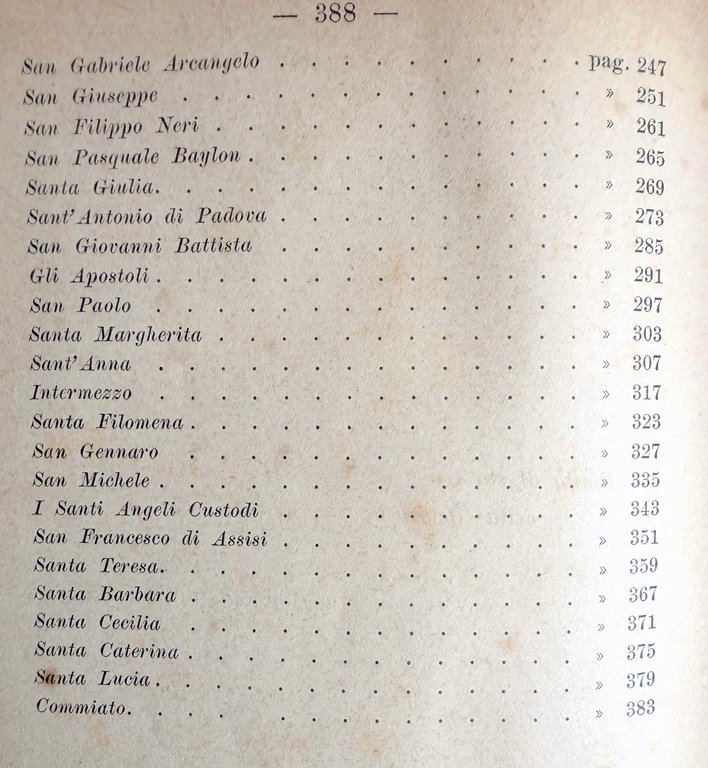 — 388 —
San Gabriele Arcangelo . . . . . . . . . . pag. 247
San Giuseppe . . . . . . . . . . . . . » 251
San Filippo Neri . . . . . . . . . . . . » 261
San Pasquale Baylon . . . . . . . . . . . » 265
Santa Giulia. . . . . . . . . . . . . . » 269
Sant'Antonio di Padova . . . . . . . . . . » 273
San Giovanni Battista . . . . . . . . . . » 285
Gli Apostoli . . . . . . . . . . . . . . » 291
San Paolo . . . . . . . . . . . . . . » 297
Santa Margherita . . . . . . . . . . . . » 303
Sant'Anna . . . . . . . . . . . . . . » 307
Intermezzo . . . . . . . . . . . . . . » 317
Santa Filomena . . . . . . . . . . . . . » 323
San Gennaro . . . . . . . . . . . . . » 327
San Michele . . . . . . . . . . . . . . » 335
I Santi Angeli Custodi . . . . . . . . . . » 343
San Francesco di Assisi . . . . . . . . . . » 351
Santa Teresa. . . . . . . . . . . . . . » 359
Santa Barbara . . . . . . . . . . . . . » 367
Santa Cecilia . . . . . . . . . . . . . » 371
Santa Caterina . . . . . . . . . . . . . » 375
Santa Lucia . . . . . . . . . . . . . . » 379
Commiato. . . . . . . . . . . . . . . » 383